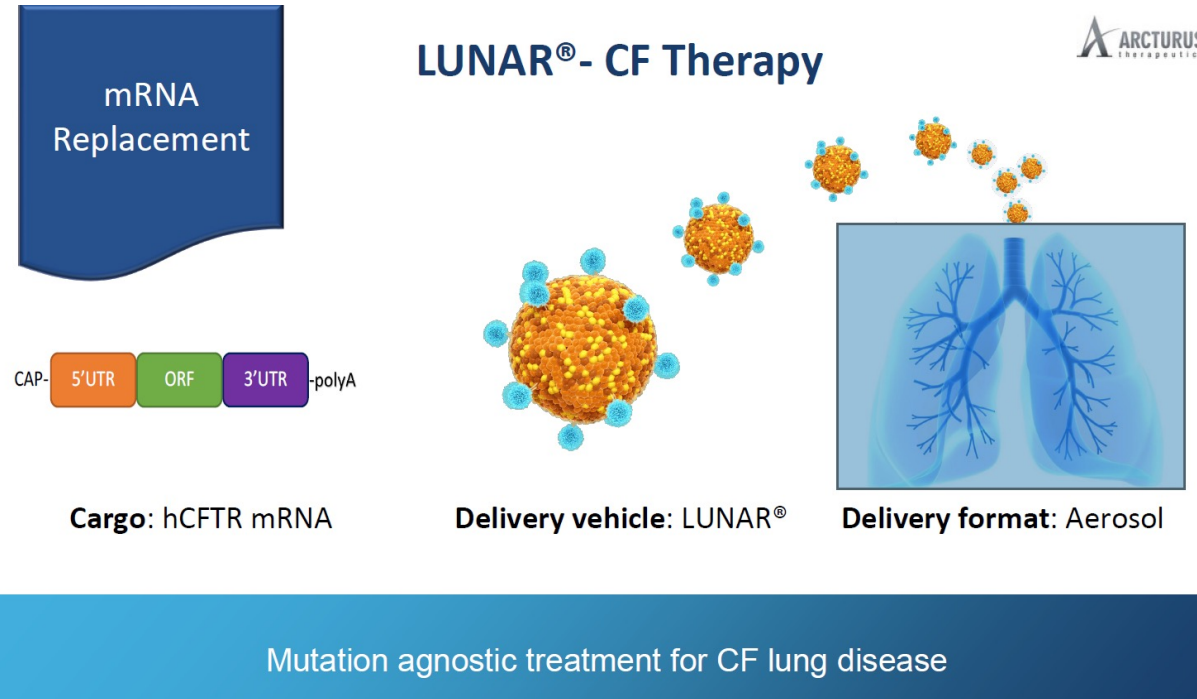 mRNA
Replacement
LUNAR®- CF Therapy
ARCTURUS
therapeutic
CAP- 5'UTR ORF 3'UTR -polyA
Cargo: hCFTR mRNA
Delivery vehicle: LUNAR®
Delivery format: Aerosol
Mutation agnostic treatment for CF lung disease